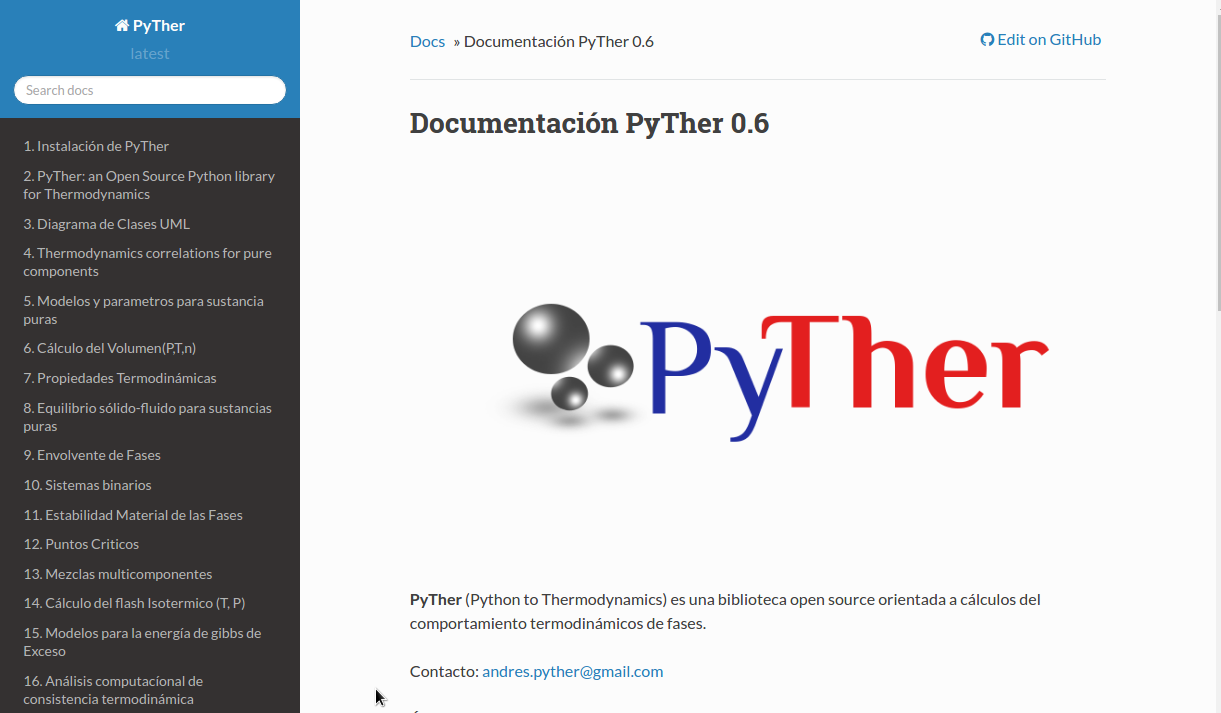 PyTher
latest
Search docs
1. Instalación de PyTher
2. PyTher: an Open Source Python library
for Thermodynamics
3. Diagrama de Clases UML
4. Thermodynamics correlations for pure
components
5. Modelos y parametros para sustancia
puras
6. Cálculo del Volumen(P,T,n)
7. Propiedades Termodinámicas
8. Equilibrio sólido-fluido para sustancias
puras
9. Envolvente de Fases
10. Sistemas binarios
11. Estabilidad Material de las Fases
12. Puntos Criticos
13. Mezclas multicomponentes
14. Cálculo del flash Isotermico (T, P)
15. Modelos para la energía de gibbs de
Exceso
16. Análisis computacional de
consistencia termodinámica
Docs » Documentación PyTher 0.6
Edit on GitHub
Documentación PyTher 0.6
PyTher
PyTher (Python to Thermodynamics) es una biblioteca open source orientada a cálculos del
comportamiento termodinámicos de fases.
Contacto: andres.pyther@gmail.com